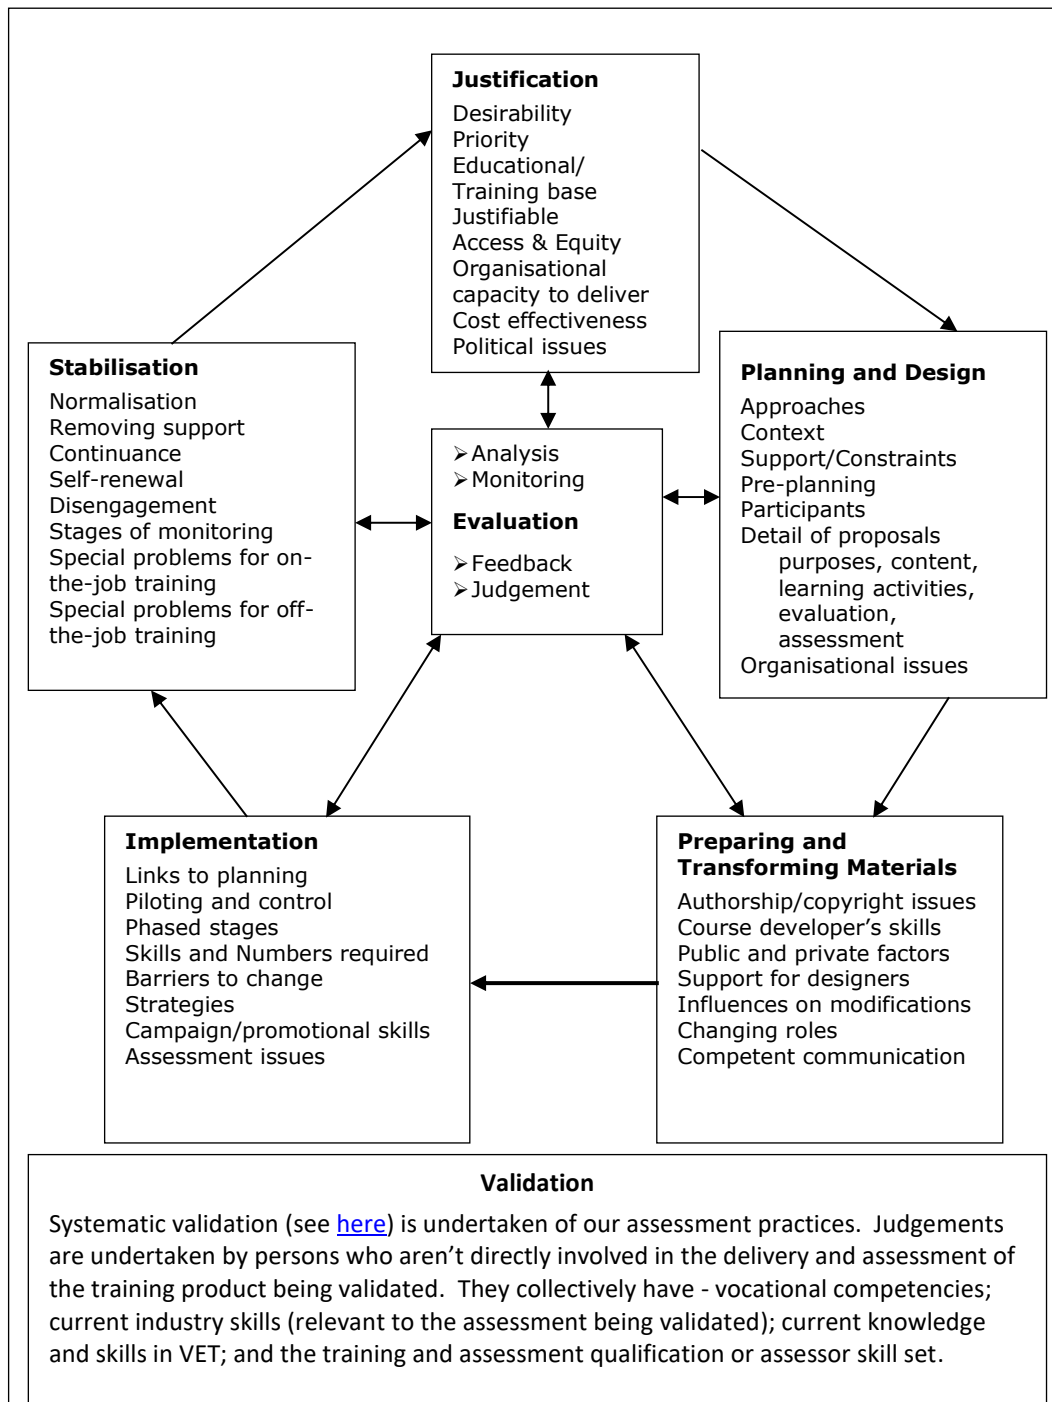 Justification
Desirability
Priority
Educational/
Training base
Justifiable
Access & Equity
Organisational
capacity to deliver
Cost effectiveness
Political issues
Stabilisation
Normalisation
Removing support
Continuance
Self-renewal
Disengagement
Stages of monitoring
Special problems for on-
the-job training
Special problems for off-
the-job training
➢Analysis
➢Monitoring
Evaluation
➢Feedback
➢Judgement
Planning and Design
Approaches
Context
Support/Constraints
Pre-planning
Participants
Detail of proposals
purposes, content,
learning activities,
evaluation,
assessment
Organisational issues
Implementation
Links to planning
Piloting and control
Phased stages
Skills and Numbers required
Barriers to change
Strategies
Campaign/promotional skills
Assessment issues
Preparing and
Transforming Materials
Authorship/copyright issues
Course developer’s skills
Public and private factors
Support for designers
Influences on modifications
Changing roles
Competent communication
Validation
Systematic validation (see here) is undertaken of our assessment practices.  Judgements
are undertaken by persons who aren’t directly involved in the delivery and assessment of
the training product being validated.  They collectively have - vocational competencies;
current industry skills (relevant to the assessment being validated); current knowledge
and skills in VET; and the training and assessment qualification or assessor skill set.